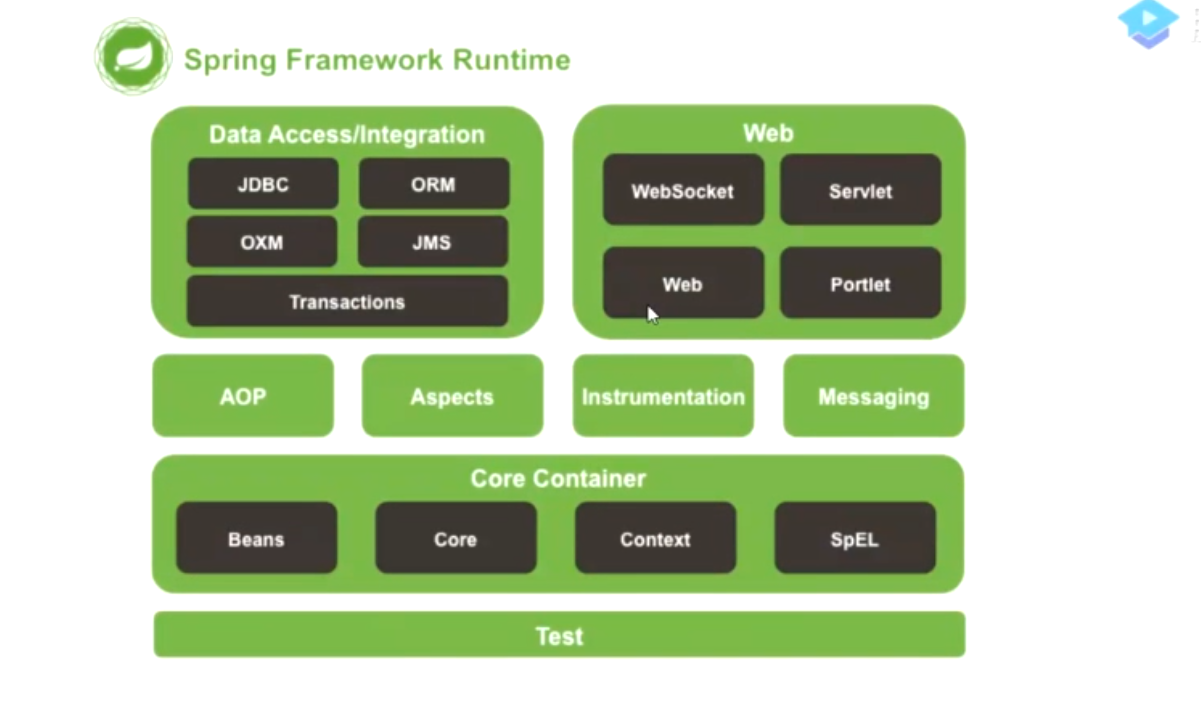 Spring Framework Runtime
Data Access/Integration
JDBC
ORM
OXM
JMS
Transactions
Web
WebSocket
Servlet
Web
Portlet
AOP
Aspects
Instrumentation
Messaging
Core Container
Beans
Core
Context
SpEL
Test